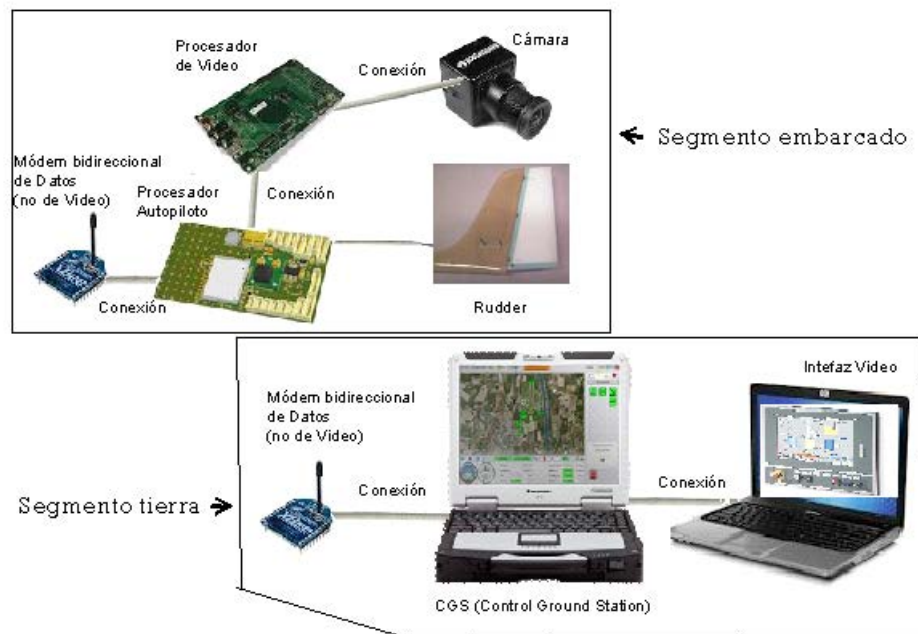 Procesador
de Video
Conexión
Cámara
Segmento embarcado
Módem bidireccional
de Datos
(no de Video)
Procesador
Autopiloto
Conexión
Conexión
Rudder
Intefaz Video
Módem bidireccional
de Datos
(no de Video)
Conexión
Conexión
Segmento tierra
CGS (Control Ground Station)